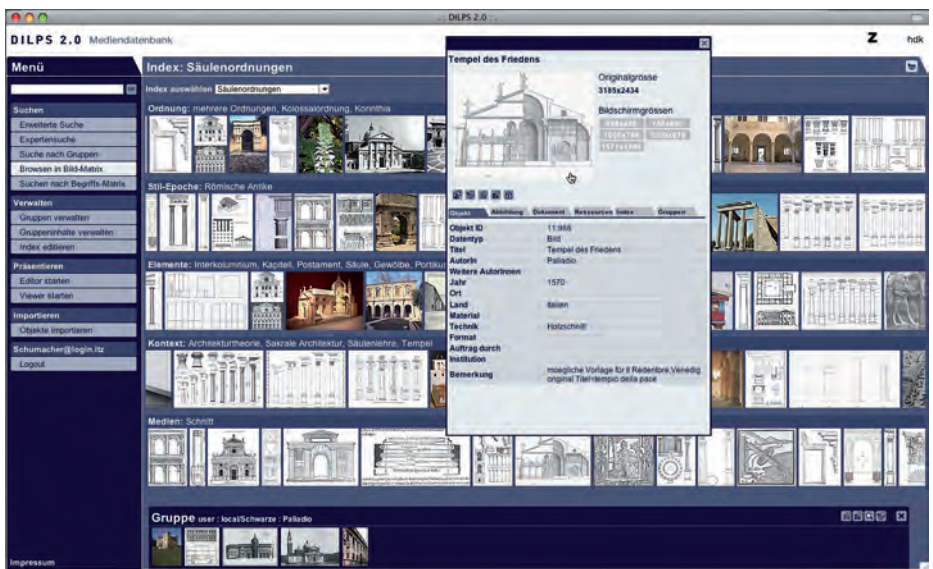 .: DILPS 2.0 : .
DILPS 2.0 Mediendatenbank
Z hdk
Menü
Suchen
Erweiterte Suche
Expertensuche
Suche nach Gruppen
Browsen in Bild-Matrix
Suchen nach Begriffs-Matrix
Verwalten
Gruppen verwalten
Gruppeninhalte verwalten
Index editieren
Präsentieren
Editor starten
Viewer starten
Importieren
Objekte importieren
Schumacher@login.itz
Logout
Impressum
Index: Säulenordnungen
Index auswählen Säulenordnungen
Ordnung: mehrere Ordnungen, Kolossalordnung, Korinthia
Stil-Epoche: Römische Antike
Elemente: Interkolumnium, Kapitell, Postament, Säule, Gewölbe, Portikus
Kontext: Architekturtheorie, Sakrale Architektur, Säulenlehre, Tempel
Medien: Schnitt
Tempel des Friedens
Originalgrösse
3185x2434
Bildschirmgrössen
Objekt Abbildung Dokument Ressourcen Index Gruppen
Objekt ID 11:988
Datentyp Bild
Titel Tempel des Friedens
AutorIn Palladio
Weitere AutorInnen
Jahr 1570
Ort
Land Italien
Material
Technik Holzschnitt
Format
Auftrag durch
Institution
Bemerkung moegliche Vorlage für Il Redentore,Venedig
original Titel=tempio della pace
Gruppe user : local/Schwarze : Palladio